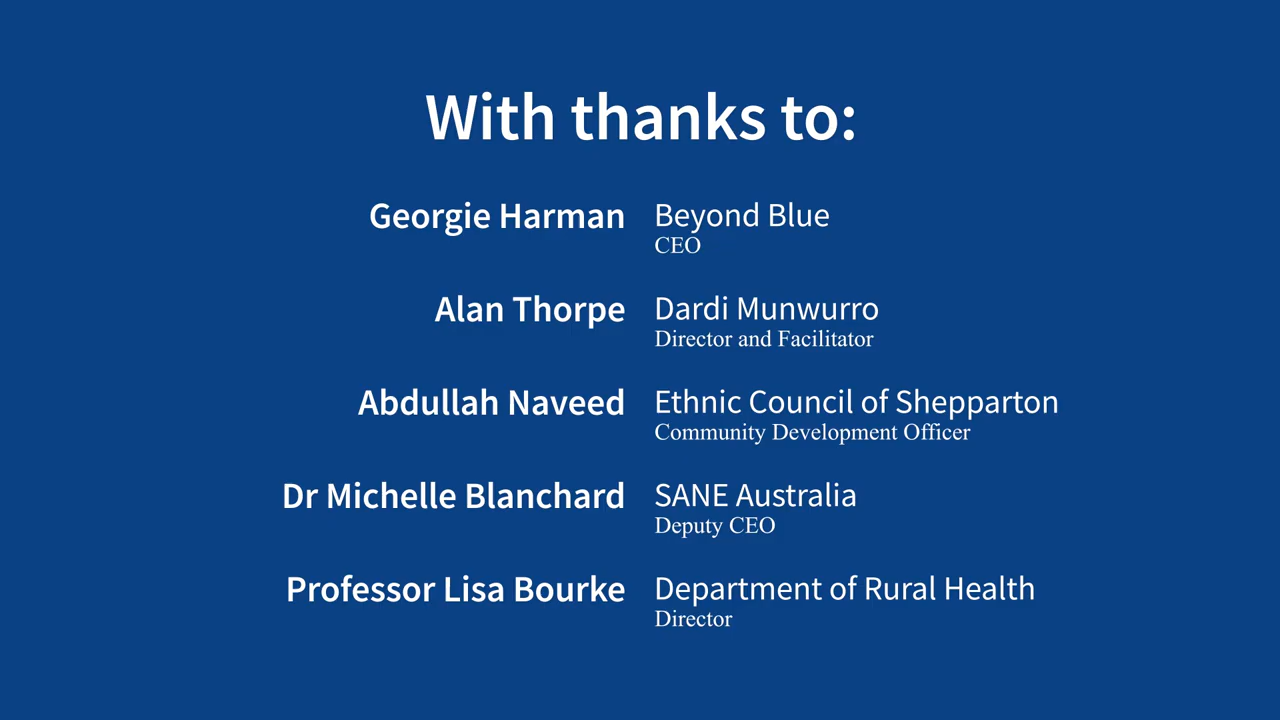 With thanks to:
Georgie Harman Beyond Blue
CEO
Alan Thorpe Dardi Munwurro
Director and Facilitator
Abdullah Naveed Ethnic Council of Shepparton
Community Development Officer
Dr Michelle Blanchard SANE Australia
Deputy CEO
Professor Lisa Bourke Department of Rural Health
Director